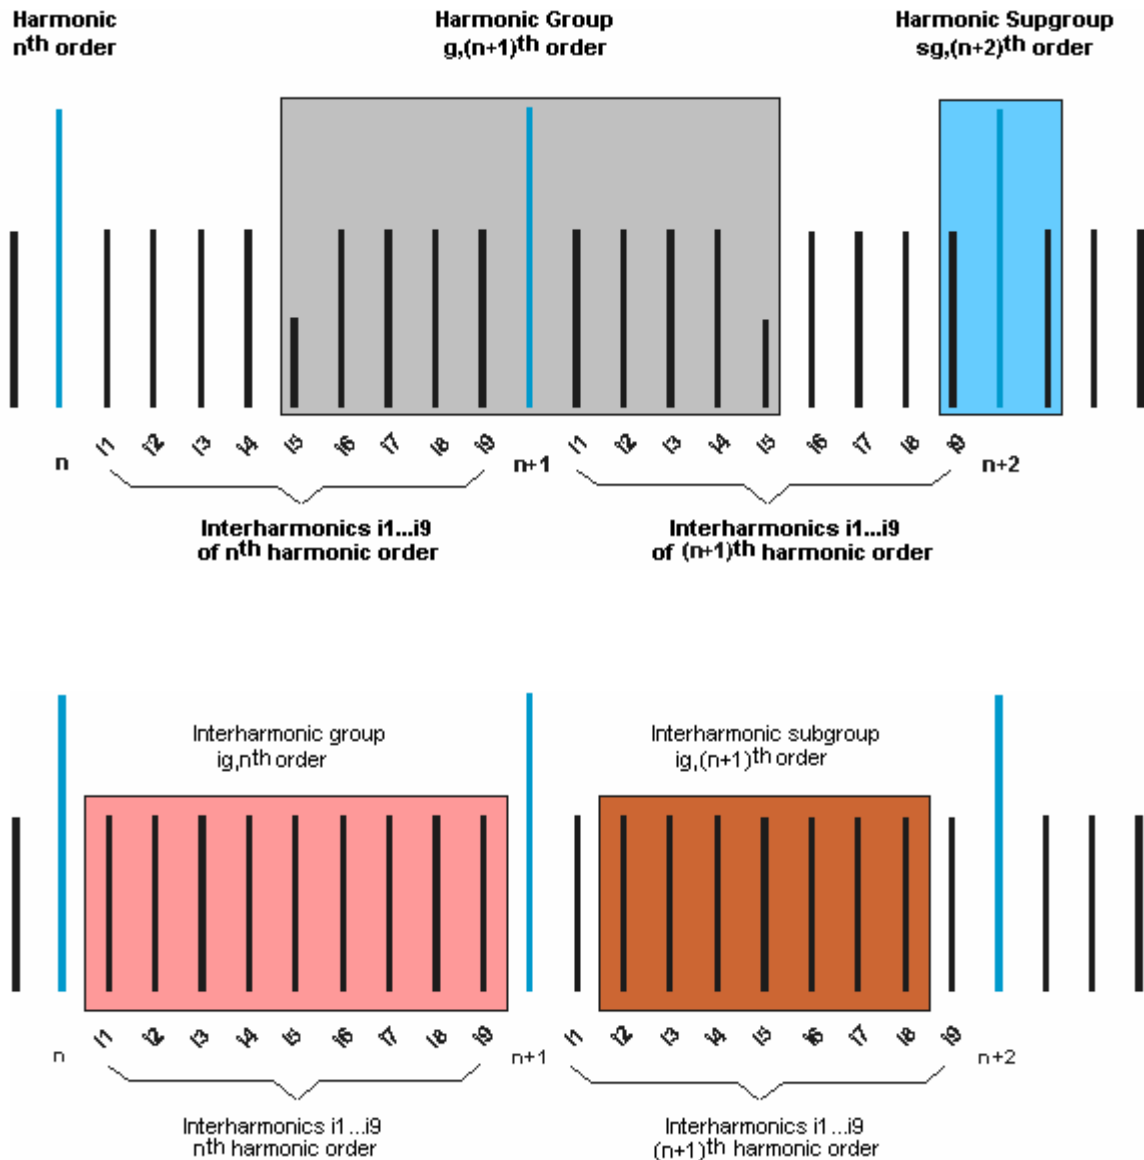 Harmonic
nth order
Harmonic Group
g,(n+1)th order
Harmonic Supgroup
sg,(n+2)th order
n i1 i2 i3 i4 i5 i6 i7 i8 i9 n+1 i1 i2 i3 i4 i5 i6 i7 i8 i9 n+2
Interharmonics i1...i9
of nth harmonic order
Interharmonics i1...i9
of (n+1)th harmonic order
Interharmonic group
ig,nth order
Interharmonic subgroup
ig,(n+1)th order
n i1 i2 i3 i4 i5 i6 i7 i8 i9 n+1 i1 i2 i3 i4 i5 i6 i7 i8 i9 n+2
Interharmonics i1...i9
nth harmonic order
Interharmonics i1...i9
(n+1)th harmonic order